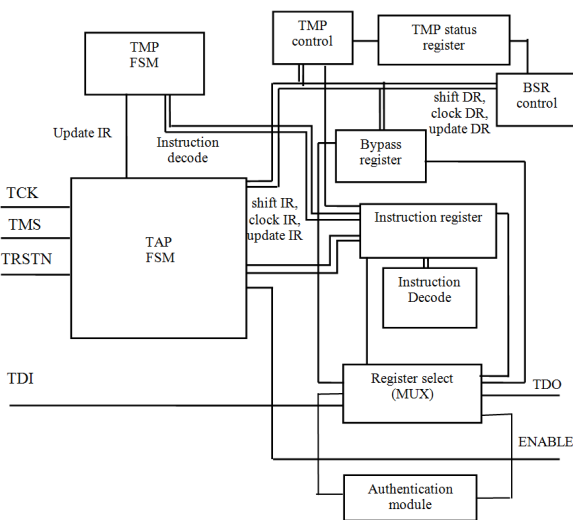 TMP
FSM
TMP
control
TMP status
register
BSR
control
shift DR,
clock DR,
update DR
Update IR
Instruction
decode
Bypass
register
TCK
TMS
TRSTN
TAP
FSM
shift IR,
clock IR,
update IR
Instruction register
Instruction
Decode
TDI
Register select
(MUX)
TDO
ENABLE
Authentication
module